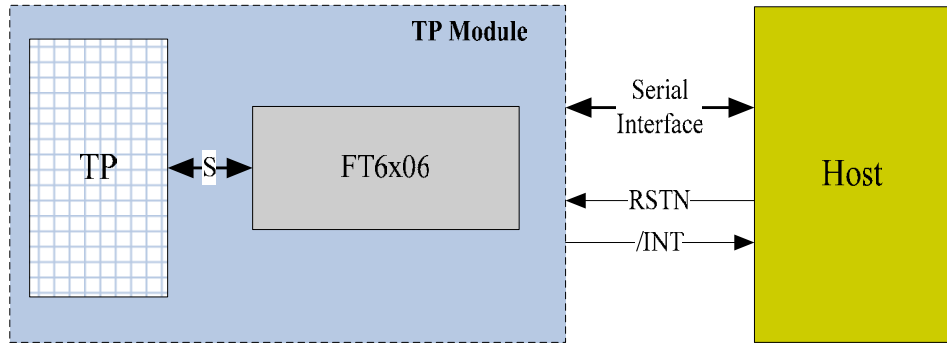 TP Module
TP
S
FT6x06
Serial
Interface
RSTN
/INT
Host